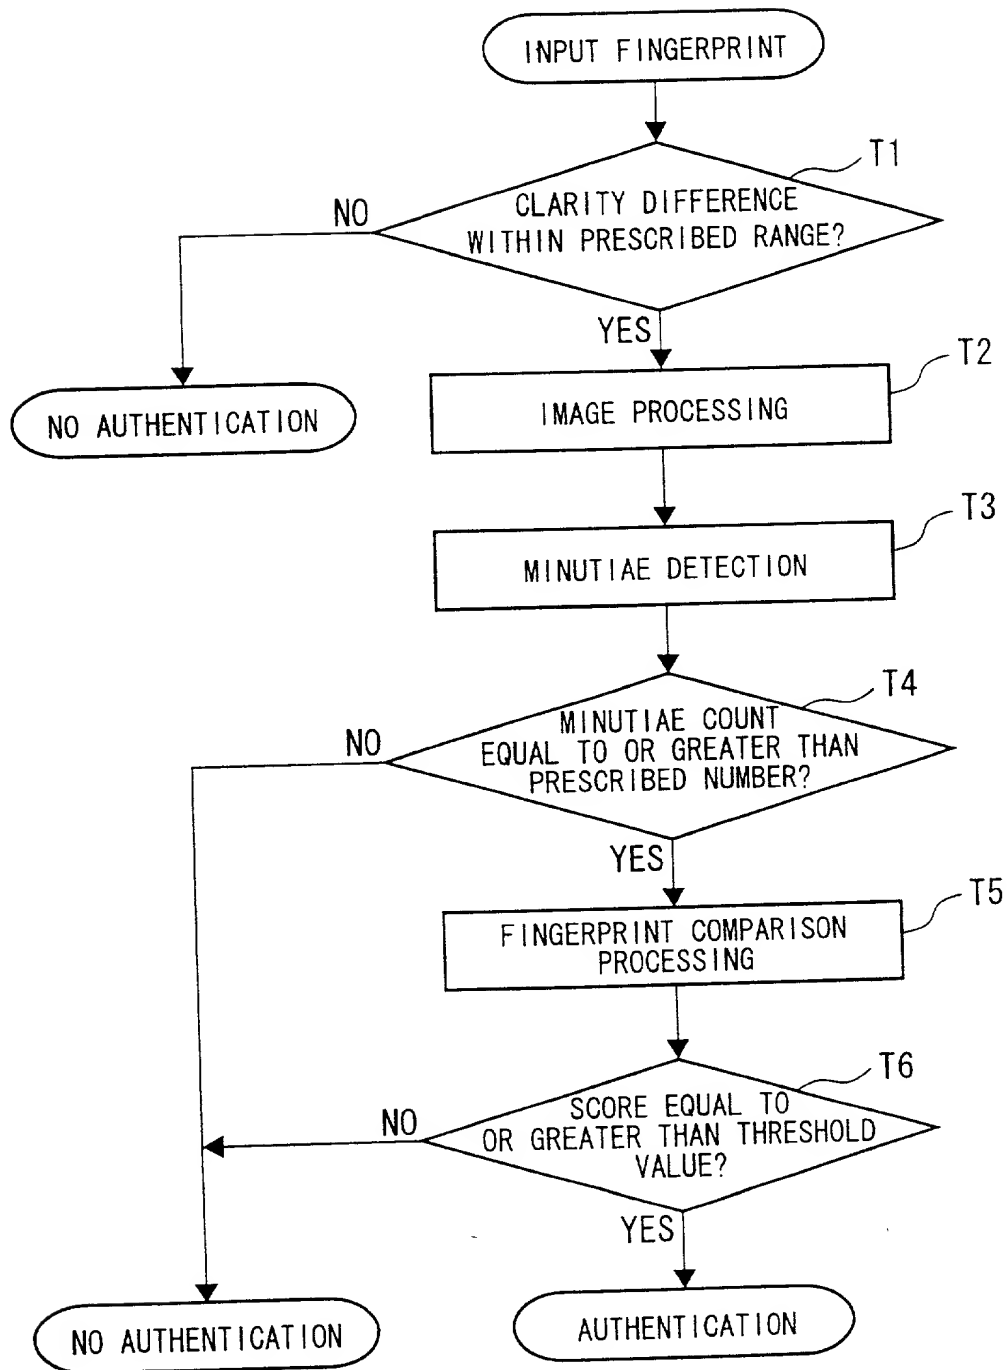 INPUT FINGERPRINT
T1
CLARITY DIFFERENCE
WITHIN PRESCRIBED RANGE?
NO
YES
T2
NO AUTHENTICATION
IMAGE PROCESSING
T3
MINUTIAE DETECTION
T4
MINUTIAE COUNT
EQUAL TO OR GREATER THAN
PRESCRIBED NUMBER?
NO
YES
T5
FINGERPRINT COMPARISON
PROCESSING
T6
SCORE EQUAL TO
OR GREATER THAN THRESHOLD
VALUE?
NO
YES
NO AUTHENTICATION
AUTHENTICATION